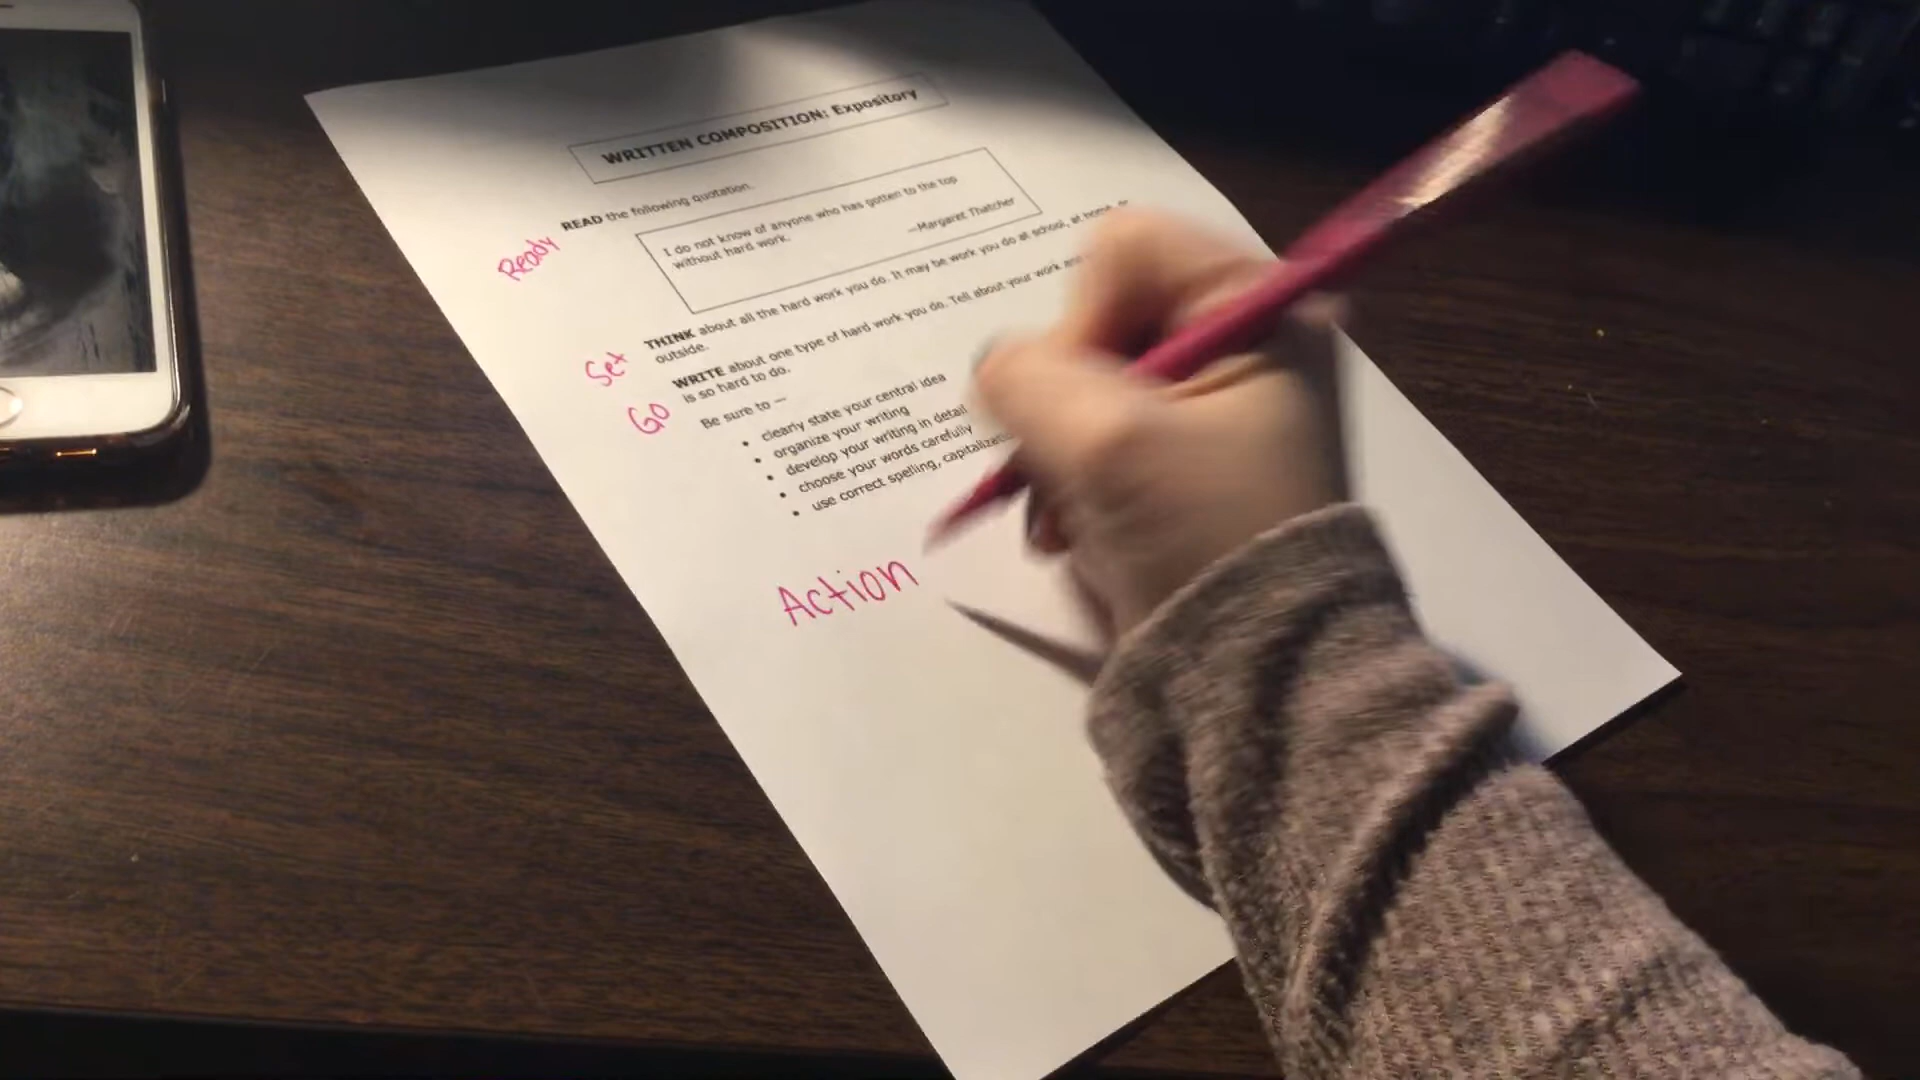 WRITTEN COMPOSITION: Expository
READ the following quotation.
Ready
I do not know of anyone who has gotten to the top
without hard work.
—Margaret Thatcher
THINK about all the hard work you do. It may be work you do at school, at home, or
outside.
Set
WRITE about one type of hard work you do. Tell about your work and
is so hard to do.
Go
Be sure to —
• clearly state your central idea
• organize your writing
• develop your writing in detail
• choose your words carefully
• use correct spelling,
Action